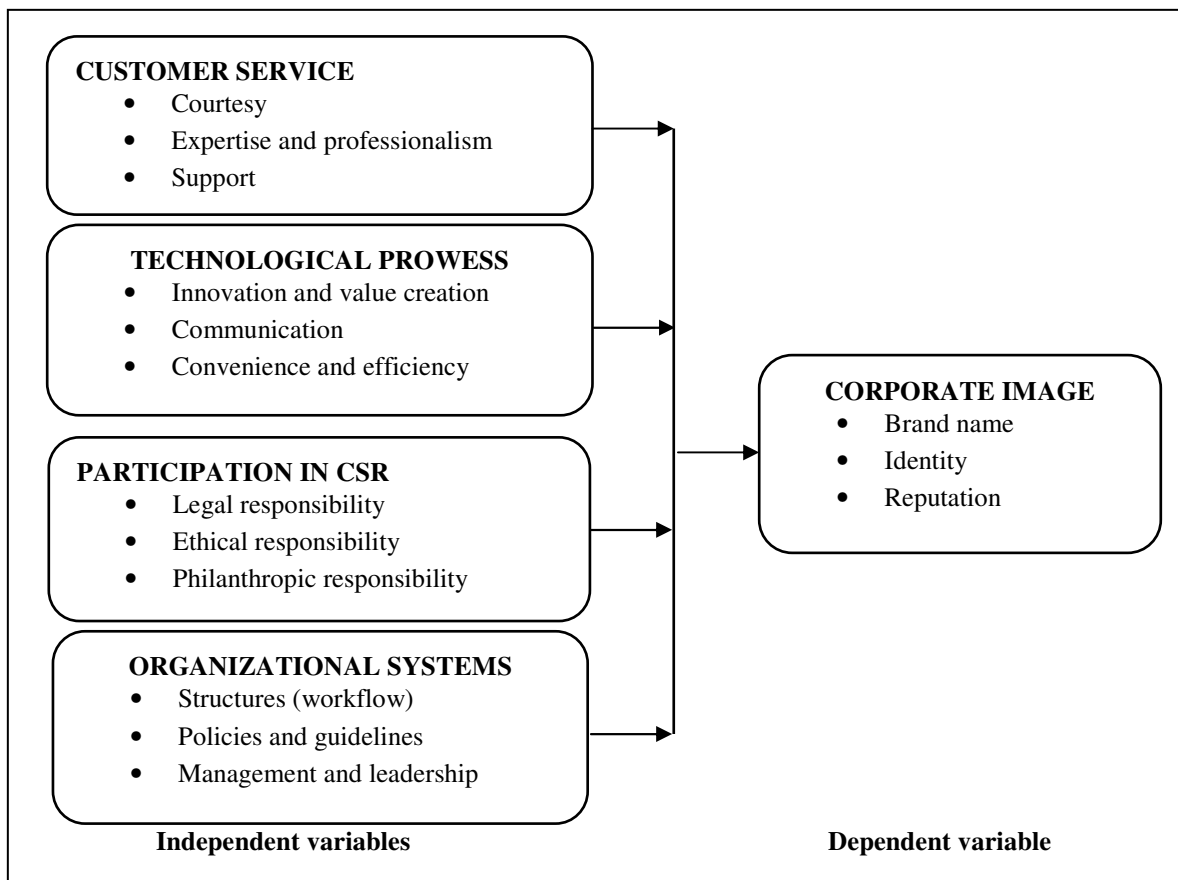 CUSTOMER SERVICE
• Courtesy
• Expertise and professionalism
• Support
TECHNOLOGICAL PROWESS
• Innovation and value creation
• Communication
• Convenience and efficiency
PARTICIPATION IN CSR
• Legal responsibility
• Ethical responsibility
• Philanthropic responsibility
ORGANIZATIONAL SYSTEMS
• Structures (workflow)
• Policies and guidelines
• Management and leadership
Independent variables
CORPORATE IMAGE
• Brand name
• Identity
• Reputation
Dependent variable